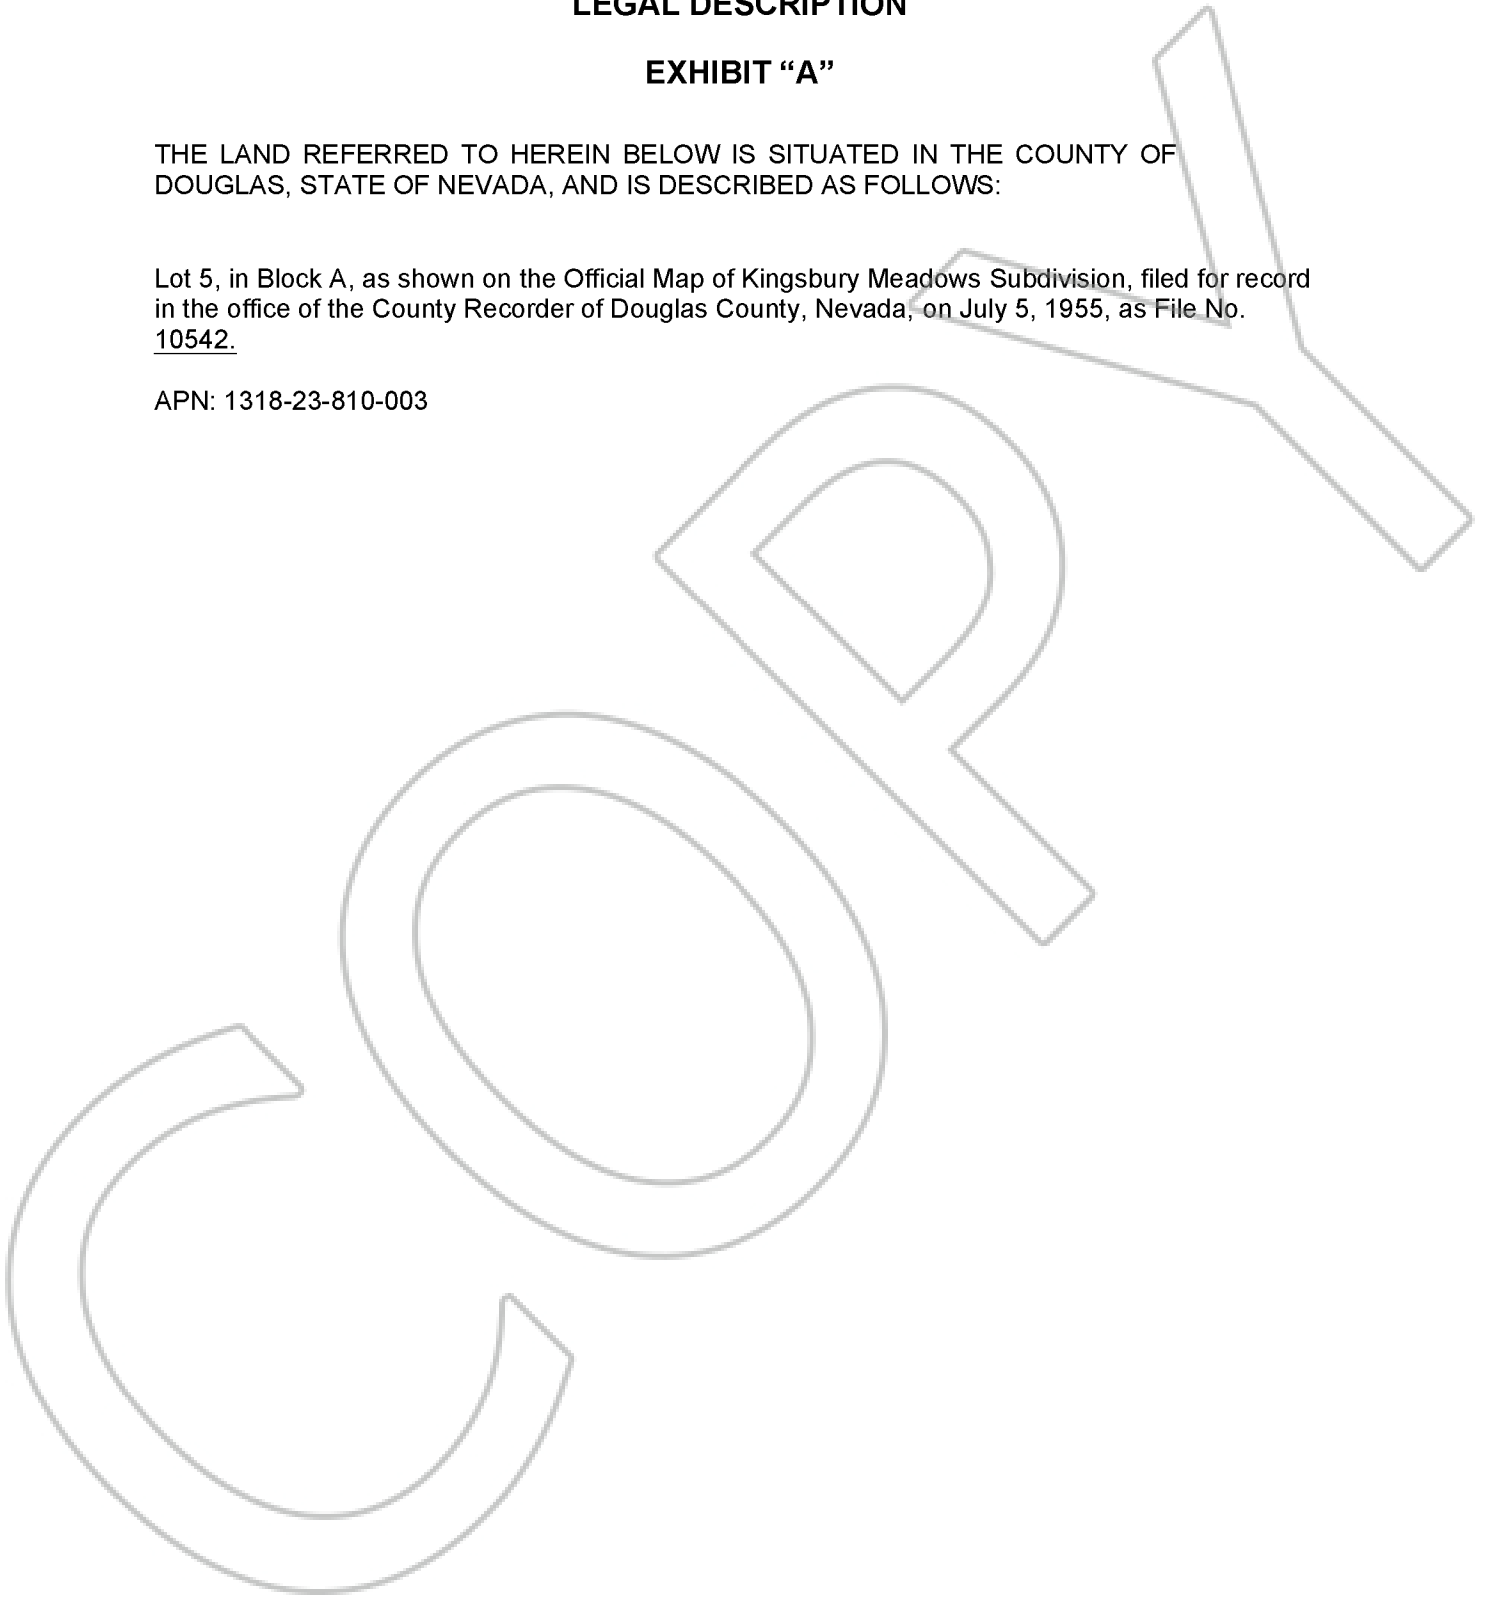 LEGAL DESCRIPTION
EXHIBIT “A”
THE LAND REFERRED TO HEREIN BELOW IS SITUATED IN THE COUNTY OF
DOUGLAS, STATE OF NEVADA, AND IS DESCRIBED AS FOLLOWS:
Lot 5, in Block A, as shown on the Official Map of Kingsbury Meadows Subdivision, filed for record
in the office of the County Recorder of Douglas County, Nevada, on July 5, 1955, as File No.
10542.
APN: 1318-23-810-003
COPY